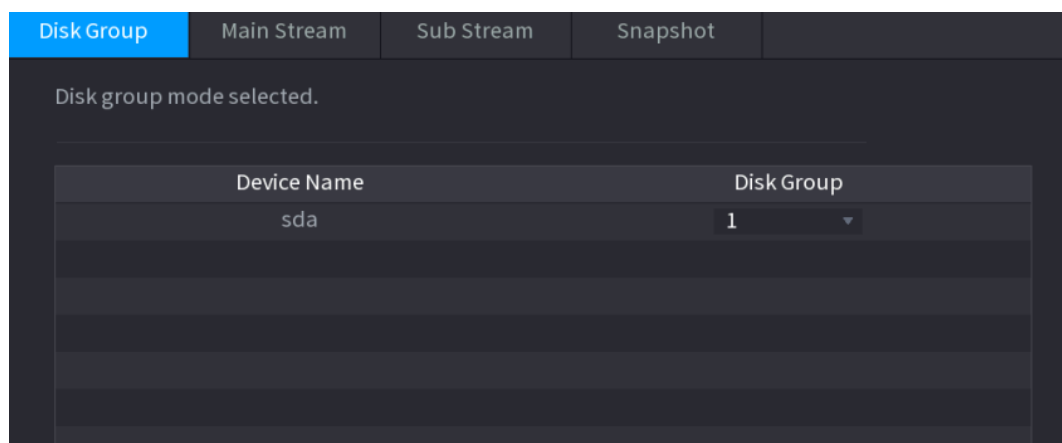 Disk Group Main Stream Sub Stream Snapshot
Disk group mode selected.
Device Name Disk Group
sda 1